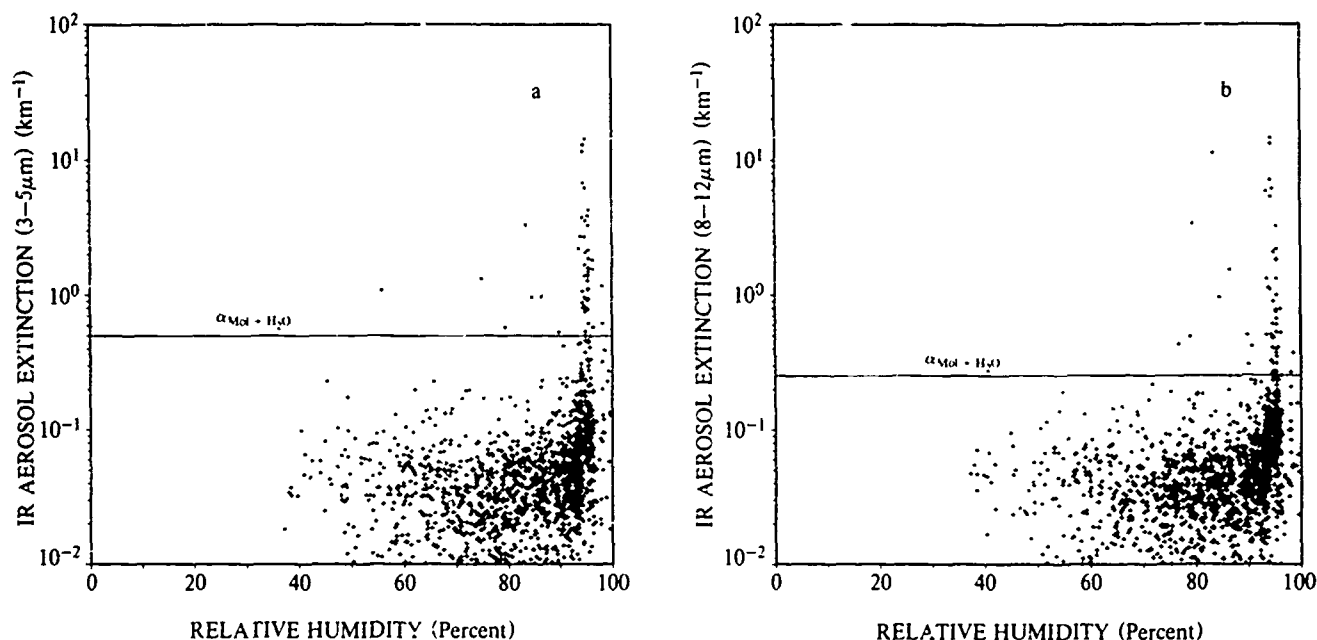 IR AEROSOL EXTINCTION (3–5μm) (km⁻¹)
10²
10¹
10⁰
10⁻¹
10⁻²
a
αMol + H₂O
0 20 40 60 80 100
RELATIVE HUMIDITY (Percent)
IR AEROSOL EXTINCTION (8–12μm) (km⁻¹)
10²
10¹
10⁰
10⁻¹
10⁻²
b
αMol + H₂O
0 20 40 60 80 100
RELATIVE HUMIDITY (Percent)